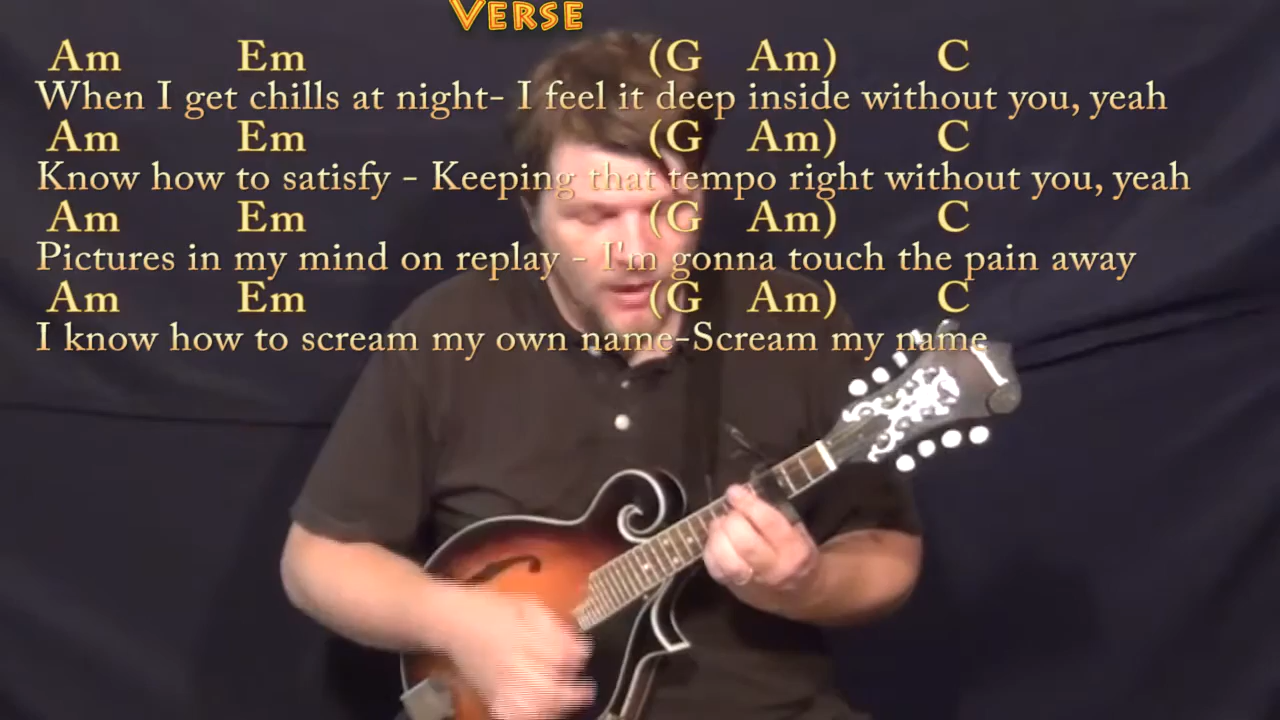 VERSE
Am Em (G Am) C
When I get chills at night- I feel it deep inside without you, yeah
Am Em (G Am) C
Know how to satisfy - Keeping that tempo right without you, yeah
Am Em (G Am) C
Pictures in my mind on replay - I'm gonna touch the pain away
Am Em (G Am) C
I know how to scream my own name-Scream my name